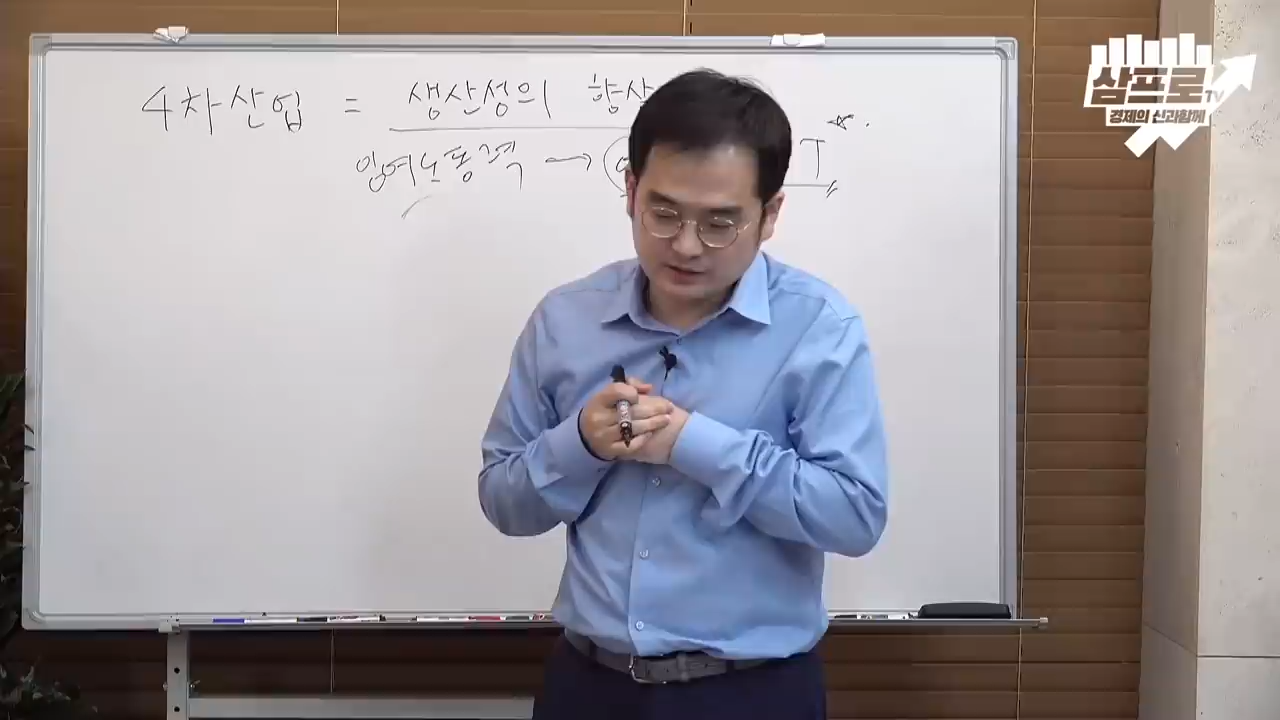 4차산업 = 생산성의 향상
잉여노동력 →
T
삼프로TV
경제의 신과함께